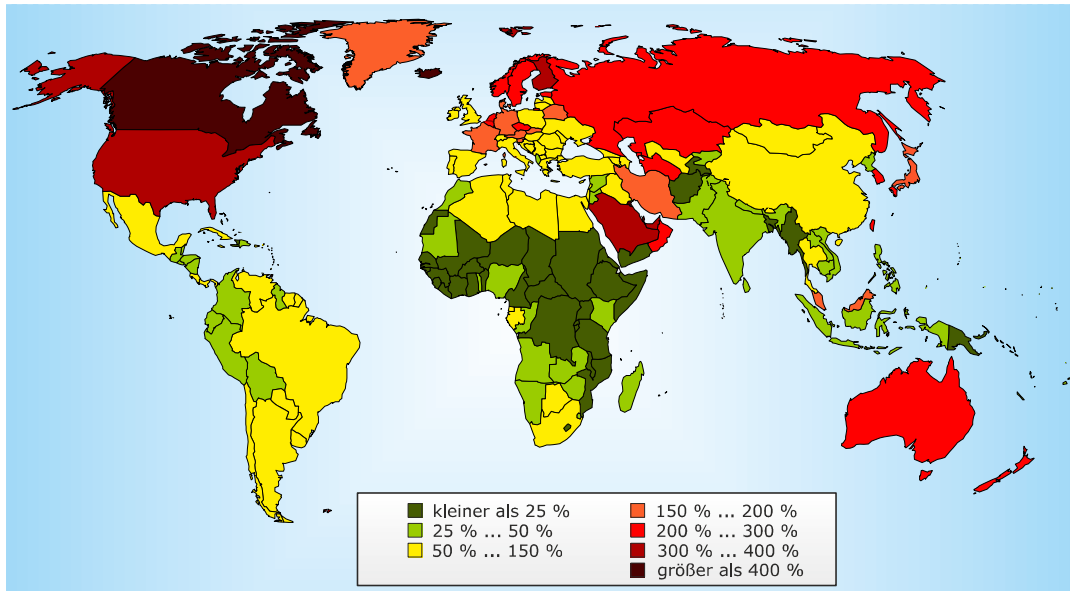 kleiner als 25 %
25 % ... 50 %
50 % ... 150 %
150 % ... 200 %
200 % ... 300 %
300 % ... 400 %
größer als 400 %